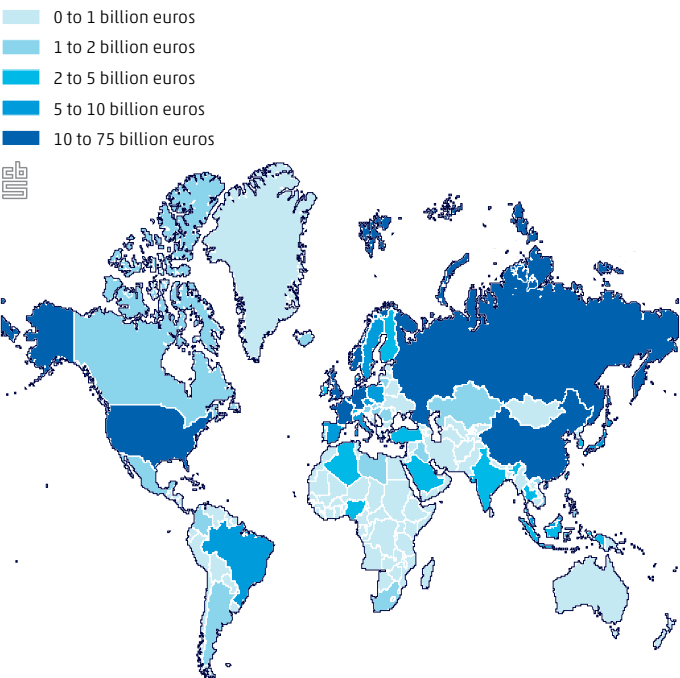 0 to 1 billion euros
1 to 2 billion euros
2 to 5 billion euros
5 to 10 billion euros
10 to 75 billion euros
cbs